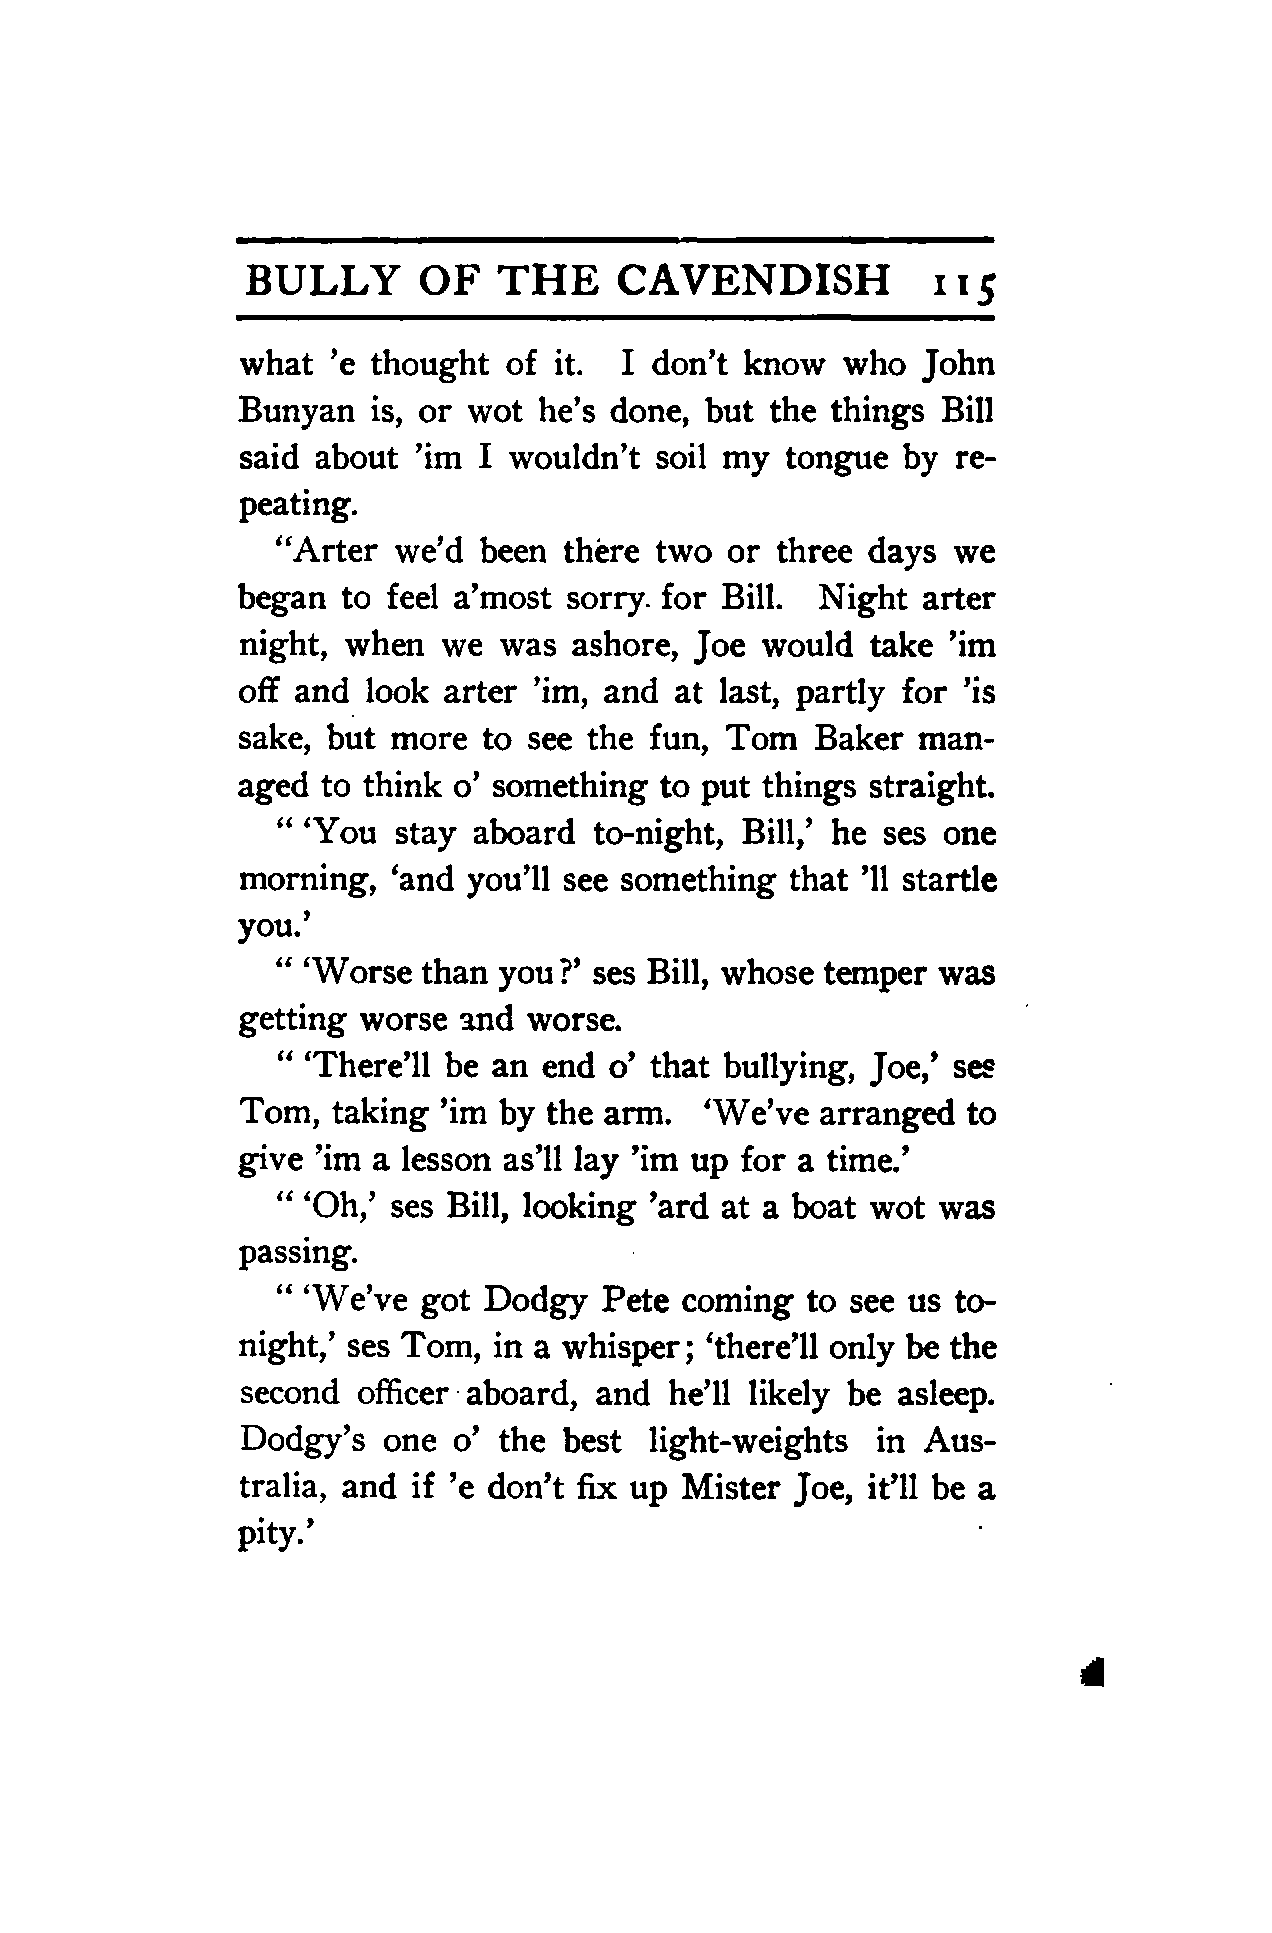 BULLY OF THE CAVENDISH 115
what 'e thought of it. I don't know who John
Bunyan is, or wot he's done, but the things Bill
said about 'im I wouldn't soil my tongue by re-
peating.
"Arter we'd been there two or three days we
began to feel a'most sorry for Bill. Night arter
night, when we was ashore, Joe would take 'im
off and look arter 'im, and at last, partly for 'is
sake, but more to see the fun, Tom Baker man-
aged to think o' something to put things straight.
" 'You stay aboard to-night, Bill,' he ses one
morning, 'and you'll see something that 'll startle
you.'
" 'Worse than you?' ses Bill, whose temper was
getting worse and worse.
" 'There'll be an end o' that bullying, Joe,' ses
Tom, taking 'im by the arm. 'We've arranged to
give 'im a lesson as'll lay 'im up for a time.'
" 'Oh,' ses Bill, looking 'ard at a boat wot was
passing.
" 'We've got Dodgy Pete coming to see us to-
night,' ses Tom, in a whisper; 'there'll only be the
second officer aboard, and he'll likely be asleep.
Dodgy's one o' the best light-weights in Aus-
tralia, and if 'e don't fix up Mister Joe, it'll be a
pity.'